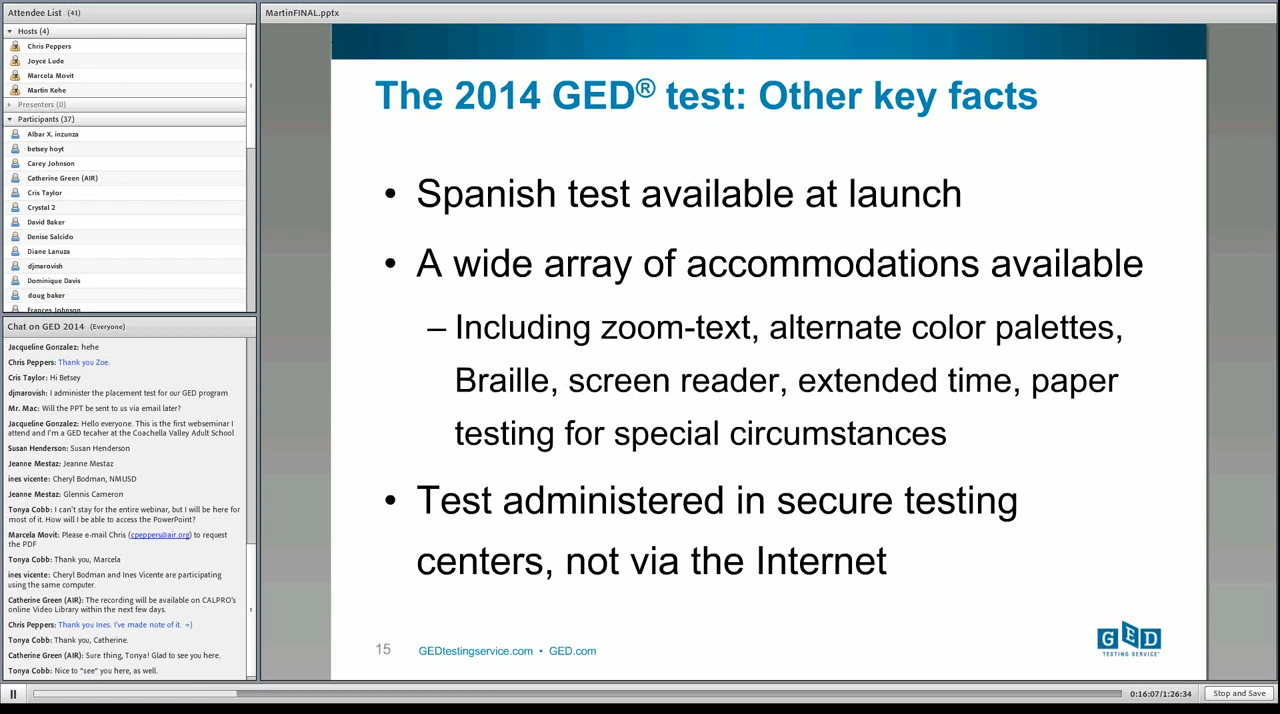 Attendee List (41)
Hosts (4)
Chris Peppers
Joyce Lude
Marcela Movit
Martin Kehe
Presenters (0)
Participants (37)
Albar X. inzunza
betsey hoyt
Carey Johnson
Catherine Green (AIR)
Cris Taylor
Crystal 2
David Baker
Denise Salcido
Diane Lanuza
djmarovish
Dominique Davis
doug baker
Frances Johnson
Chat on GED 2014 (Everyone)
Jacqueline Gonzalez: hehe
Chris Peppers: Thank you Zoe.
Cris Taylor: Hi Betsey
djmarovish: I administer the placement test for our GED program
Mr. Mac: Will the PPT be sent to us via email later?
Jacqueline Gonzalez: Hello everyone. This is the first webseminar I
attend and I'm a GED tecaher at the Coachella Valley Adult School
Susan Henderson: Susan Henderson
Jeanne Mestaz: Jeanne Mestaz
ines vicente: Cheryl Bodman, NMUSD
Jeanne Mestaz: Glennis Cameron
Tonya Cobb: I can't stay for the entire webinar, but I will be here for
most of it. How will I be able to access the PowerPoint?
Marcela Movit: Please e-mail Chris (cpeppers@air.org) to request
the PDF
Tonya Cobb: Thank you, Marcela
ines vicente: Cheryl Bodman and Ines Vicente are participating
using the same computer.
Catherine Green (AIR): The recording will be available on CALPRO's
online Video Library within the next few days.
Chris Peppers: Thank you Ines. I've made note of it. =)
Tonya Cobb: Thank you, Catherine.
Catherine Green (AIR): Sure thing, Tonya! Glad to see you here.
Tonya Cobb: Nice to "see" you here, as well.
MartinFINAL.pptx
The 2014 GED® test: Other key facts
• Spanish test available at launch
• A wide array of accommodations available
– Including zoom-text, alternate color palettes,
Braille, screen reader, extended time, paper
testing for special circumstances
• Test administered in secure testing
centers, not via the Internet
15 GEDtestingservice.com • GED.com
GED
TESTING SERVICE®
0:16:07/1:26:34
Stop and Save